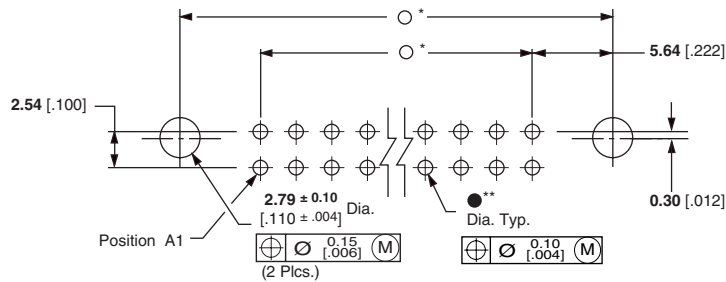 *
*
5.64 [.222]
2.54 [.100]
0.30 [.012]
2.79 ± 0.10
[.110 ± .004] Dia.
**
Dia. Typ.
Position A1
⌖ Ø 0.15 [.006] Ⓜ
⌖ Ø 0.10 [.004] Ⓜ
(2 Plcs.)